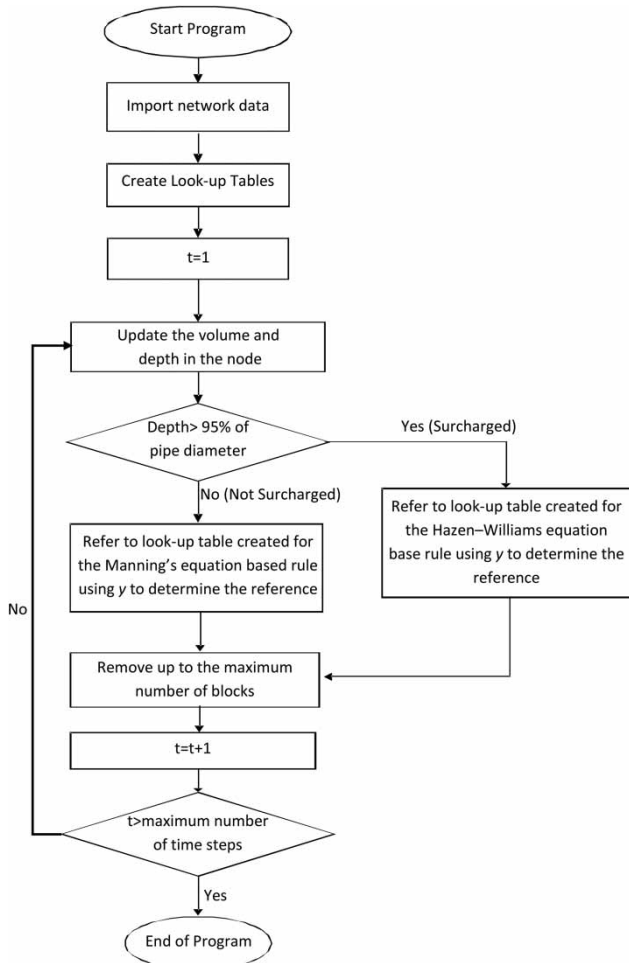 Start Program
Import network data
Create Look-up Tables
t=1
Update the volume and
depth in the node
Depth> 95% of
pipe diameter
Yes (Surcharged)
No (Not Surcharged)
Refer to look-up table created for
the Manning's equation based rule
using y to determine the reference
Refer to look-up table created for
the Hazen–Williams equation
base rule using y to determine the
reference
No
Remove up to the maximum
number of blocks
t=t+1
t>maximum number
of time steps
Yes
End of Program